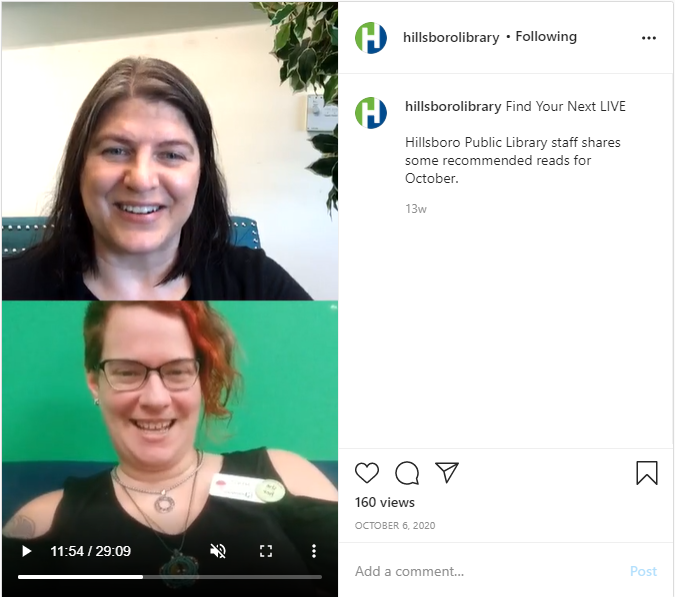 hillsborolibrary • Following
hillsborolibrary Find Your Next LIVE
Hillsboro Public Library staff shares
some recommended reads for
October.
13w
11:54 / 29:09
160 views
OCTOBER 6, 2020
Add a comment... Post